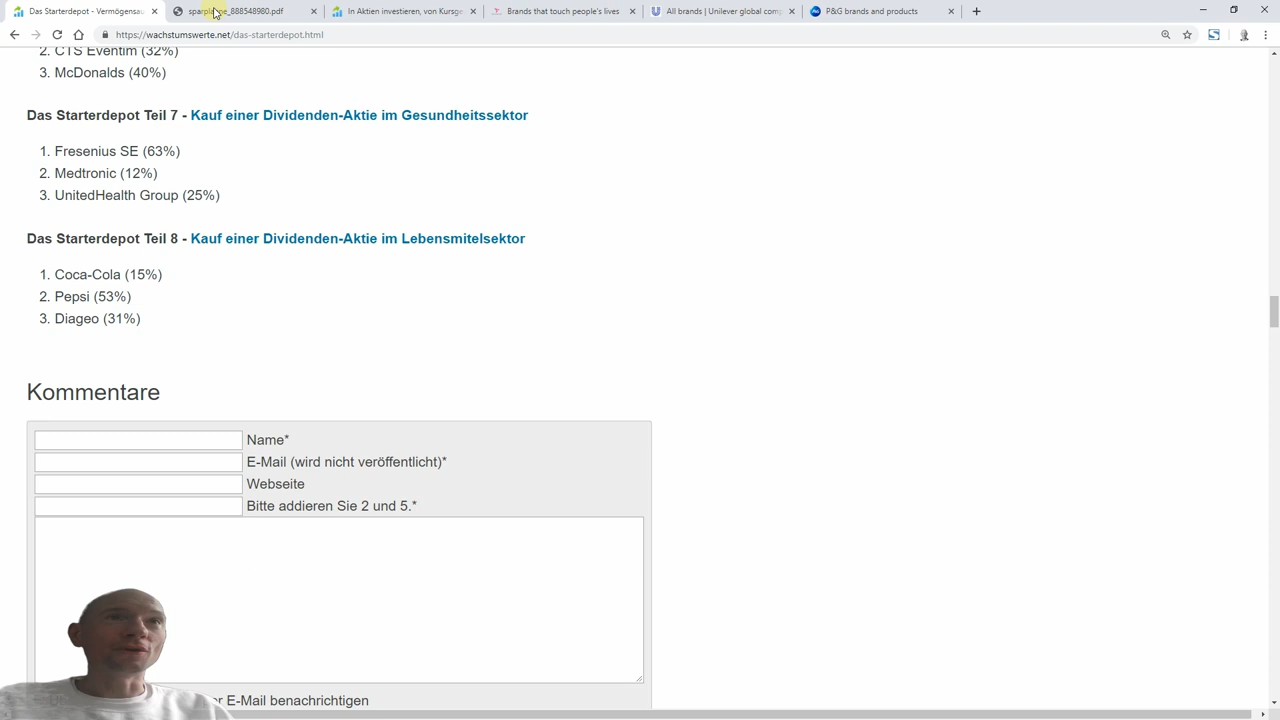 Das Starterdepot - Vermögensau
sparplaene_888548980.pdf
In Aktien investieren, von Kursge
Brands that touch people's lives
All brands | Unilever global comp
P&G brands and products
https://wachstumswerte.net/das-starterdepot.html
2. CTS Eventim (32%)
3. McDonalds (40%)
Das Starterdepot Teil 7 - Kauf einer Dividenden-Aktie im Gesundheitssektor
1. Fresenius SE (63%)
2. Medtronic (12%)
3. UnitedHealth Group (25%)
Das Starterdepot Teil 8 - Kauf einer Dividenden-Aktie im Lebensmitelsektor
1. Coca-Cola (15%)
2. Pepsi (53%)
3. Diageo (31%)
Kommentare
Name*
E-Mail (wird nicht veröffentlicht)*
Webseite
Bitte addieren Sie 2 und 5.*
r E-Mail benachrichtigen